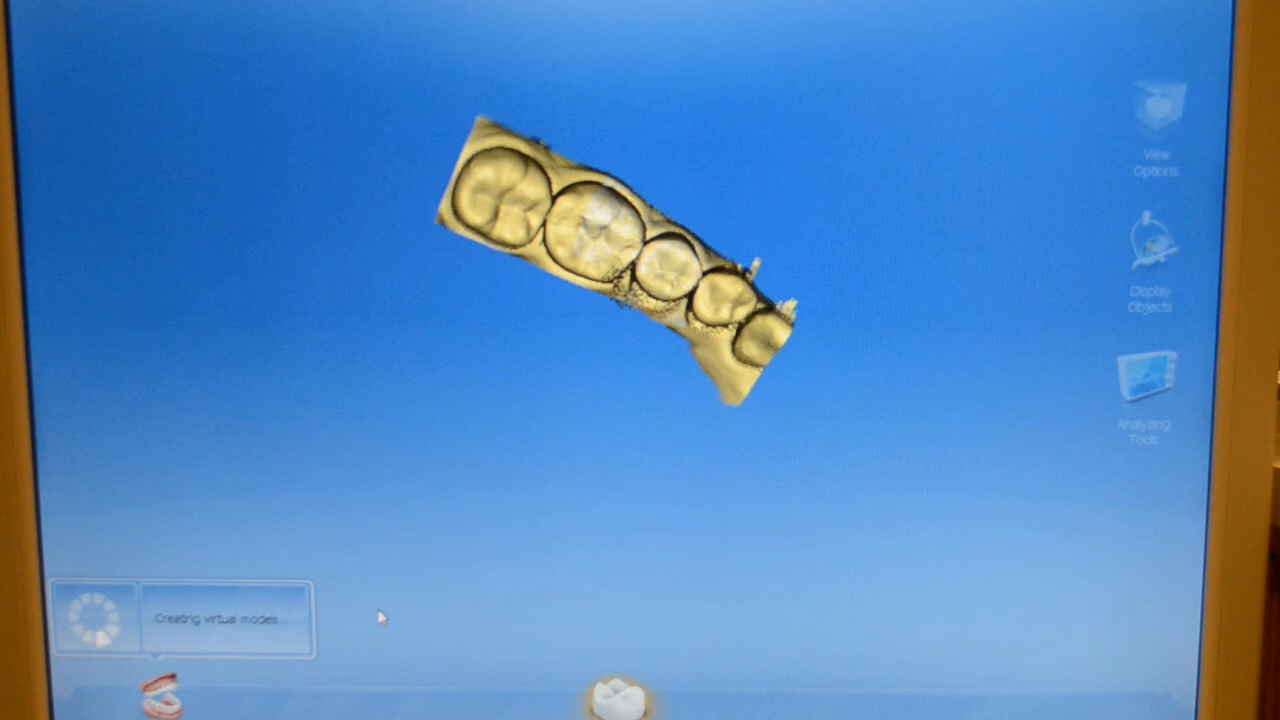 View
Options
Display
Objects
Analyzing
Tools
Creating virtual models...